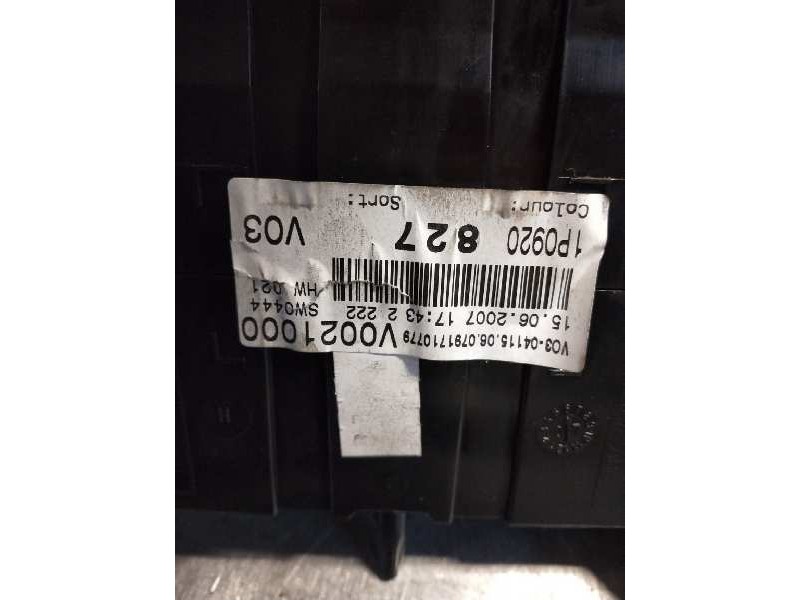 V03-04115.06.0791710779 V0021000
15.06.2007 17:43 2 222 SW0444
HW 021
1P0920 827 V03
Colour: Sort:
H